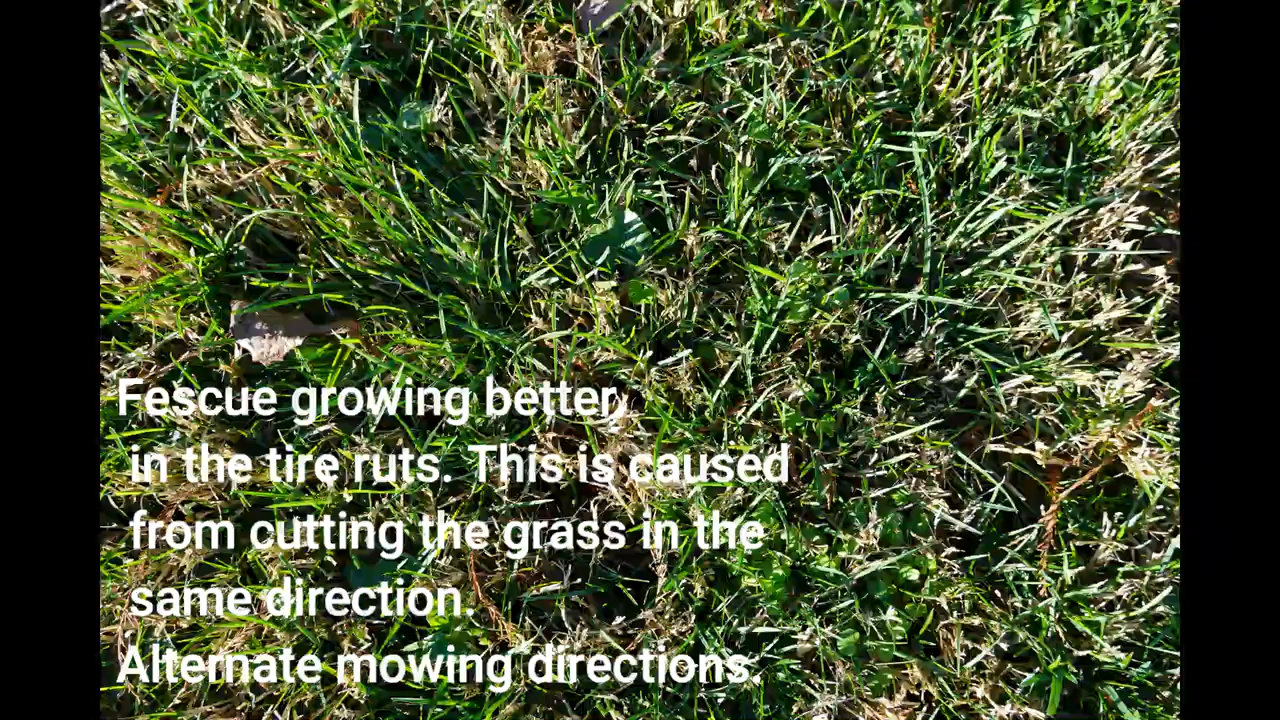 Fescue growing better,
in the tire ruts. This is caused
from cutting the grass in the
same direction.
Alternate mowing directions.